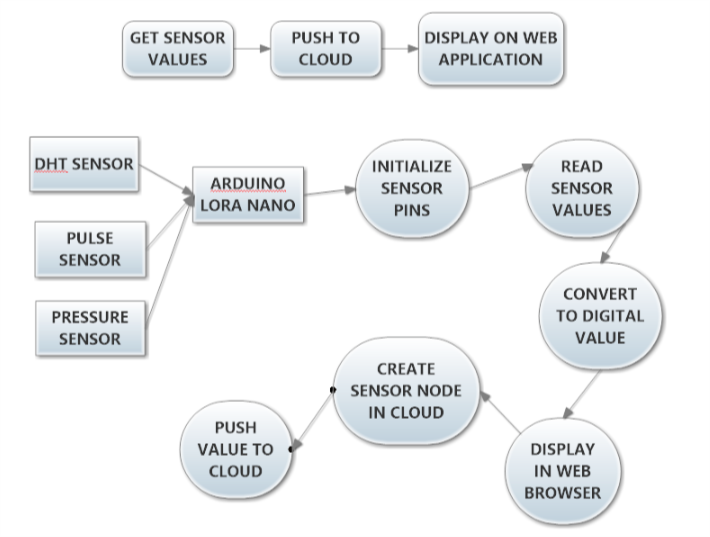 GET SENSOR
VALUES
PUSH TO
CLOUD
DISPLAY ON WEB
APPLICATION
DHT SENSOR
PULSE
SENSOR
PRESSURE
SENSOR
ARDUINO
LORA NANO
INITIALIZE
SENSOR
PINS
READ
SENSOR
VALUES
CONVERT
TO DIGITAL
VALUE
DISPLAY
IN WEB
BROWSER
CREATE
SENSOR NODE
IN CLOUD
PUSH
VALUE TO
CLOUD